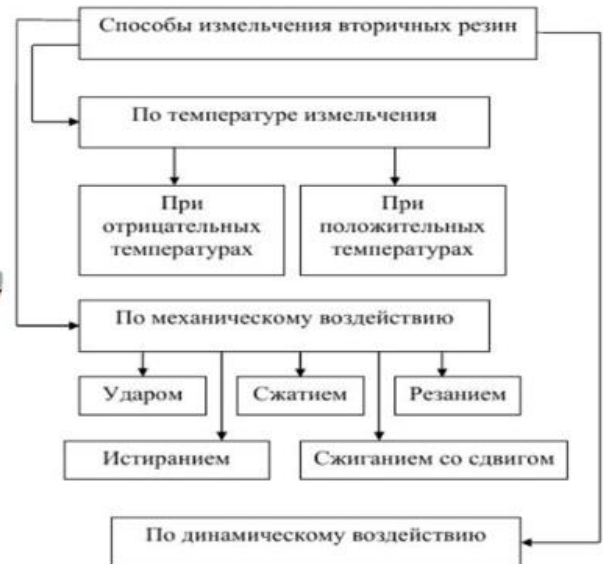 Способы измельчения вторичных резин
По температуре измельчения
При
отрицательных
температурах
При
положительных
температурах
По механическому воздействию
Ударом
Сжатием
Резанием
Истиранием
Сжиганием со сдвигом
По динамическому воздействию